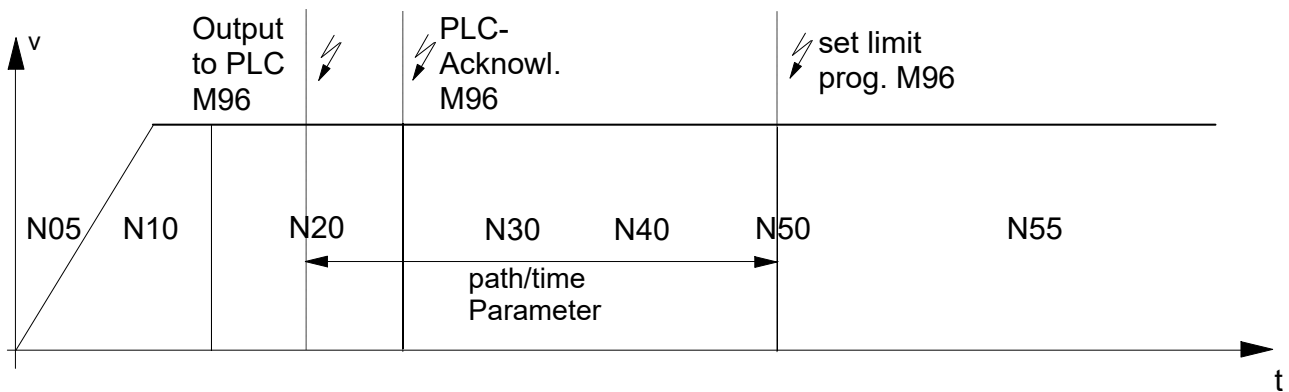 v
Output
to PLC
M96
PLC-
Acknowl.
M96
set limit
prog. M96
N05
N10
N20
N30
N40
N50
N55
path/time
Parameter
t